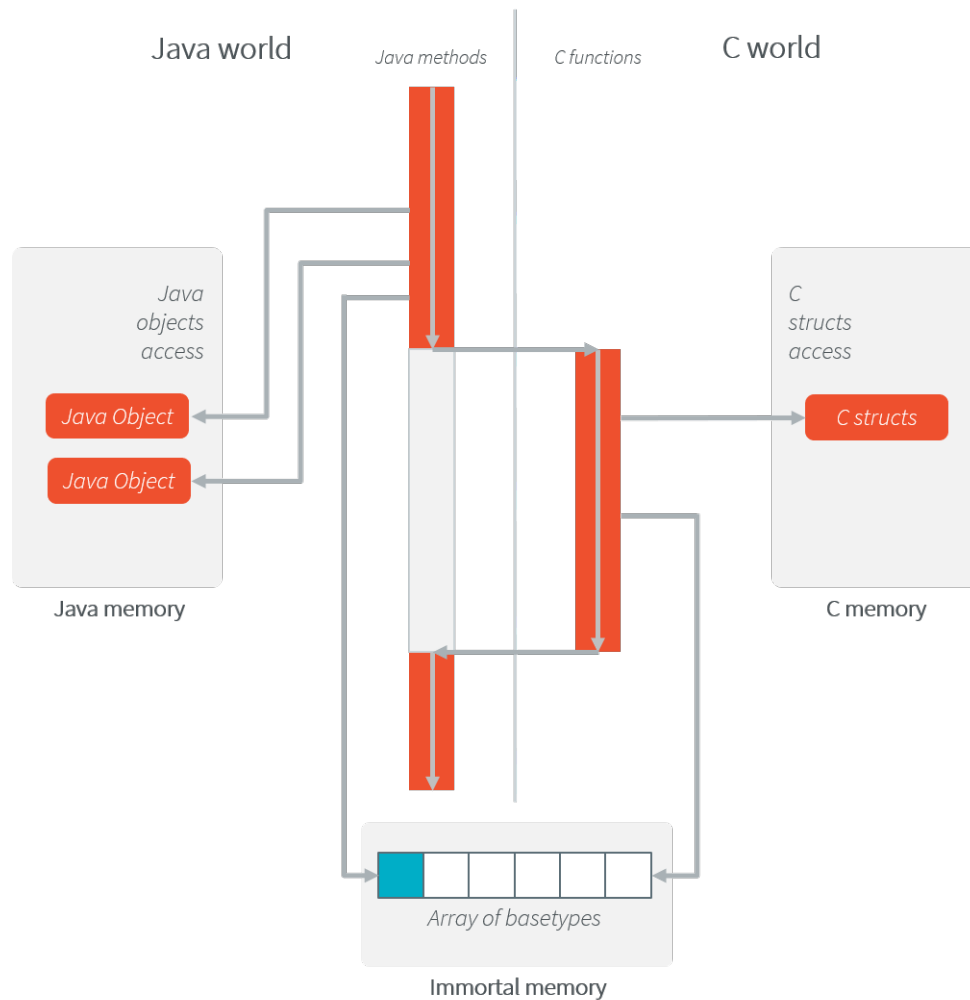 Java world
C world
Java methods
C functions
Java
objects
access
C
structs
access
Java Object
C structs
Java Object
Java memory
C memory
Array of basetypes
Immortal memory